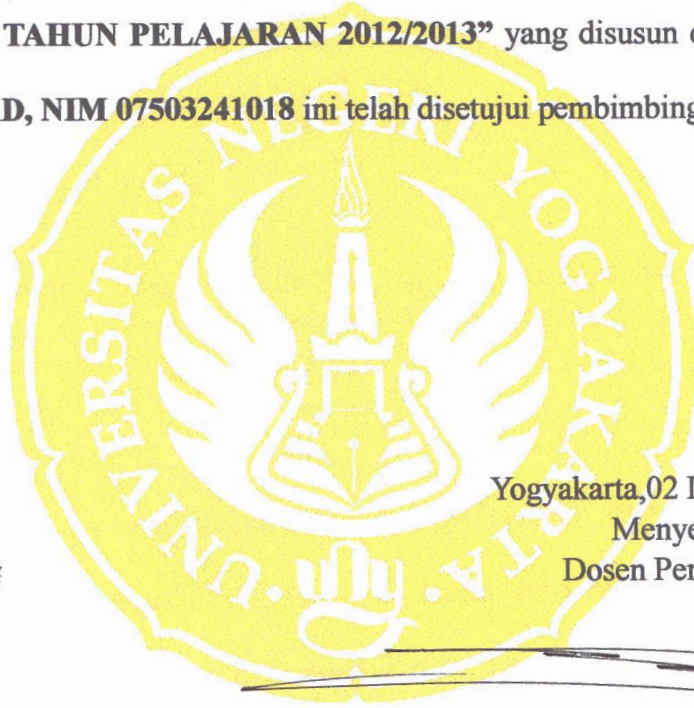 TAHUN PELAJARAN 2012/2013” yang disusun
D, NIM 07503241018 ini telah disetujui pembimbing
UNIVERSITAS NEGERI YOGYAKARTA
uny
Yogyakarta,02
Menye
Dosen Pe